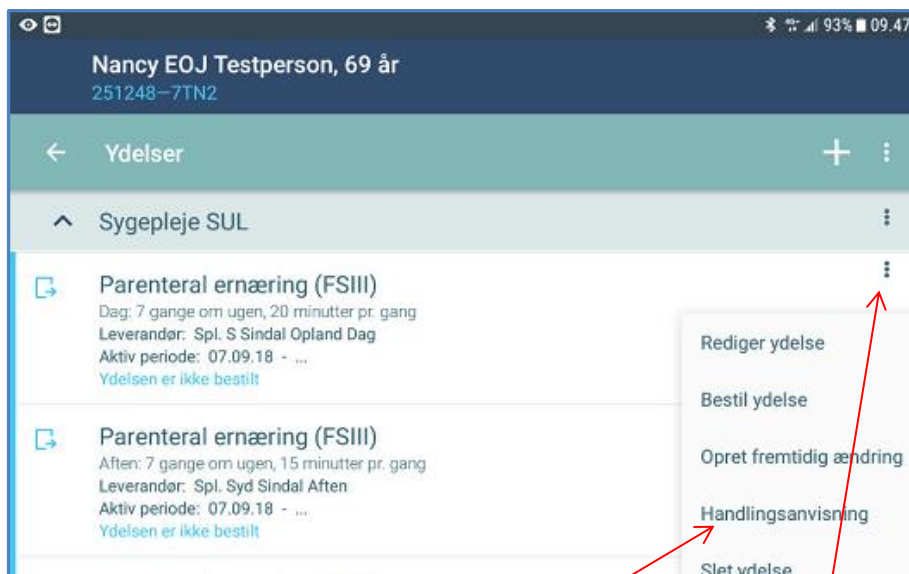 93% 09.47
Nancy EOJ Testperson, 69 år
251248-7TN2
Ydelser
Sygepleje SUL
Parenteral ernæring (FSIII)
Dag: 7 gange om ugen, 20 minutter pr. gang
Leverandør: Spl. S Sindal Opland Dag
Aktiv periode: 07.09.18 - ...
Ydelsen er ikke bestilt
Parenteral ernæring (FSIII)
Aften: 7 gange om ugen, 15 minutter pr. gang
Leverandør: Spl. Syd Sindal Aften
Aktiv periode: 07.09.18 - ...
Ydelsen er ikke bestilt
Rediger ydelse
Bestil ydelse
Opret fremtidig ændring
Handlingsanvisning
Slet ydelse